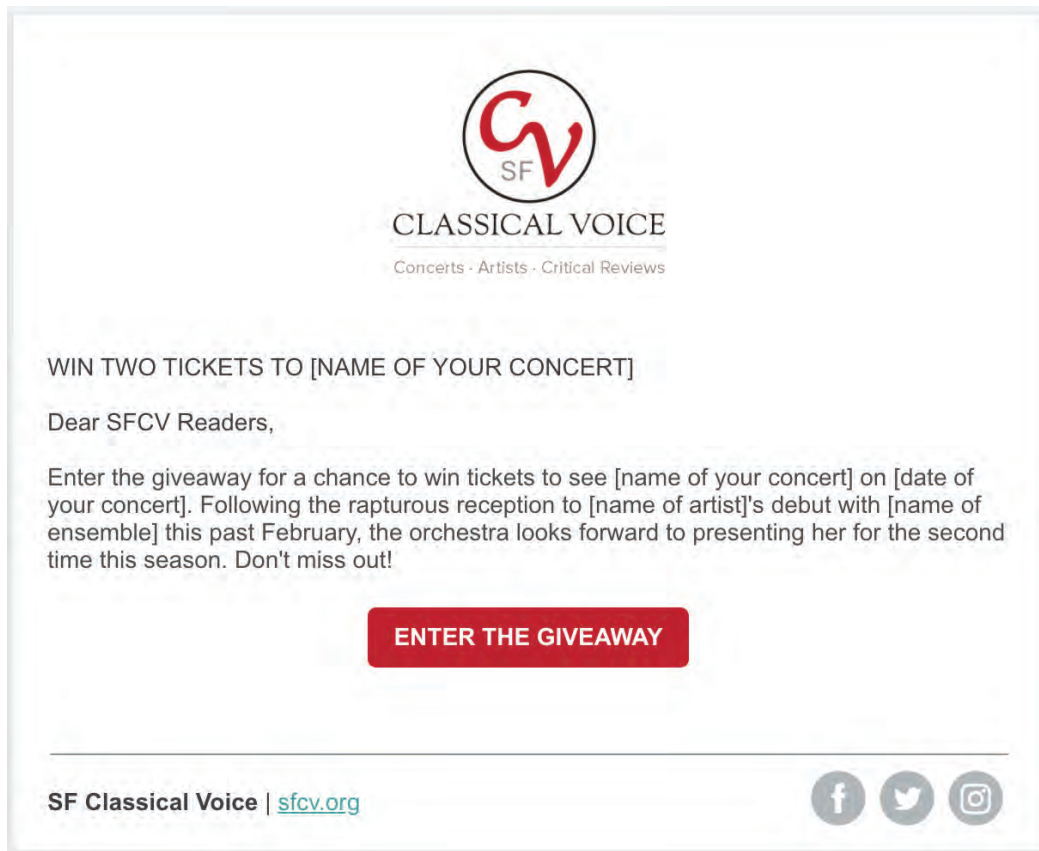 CV
SF
CLASSICAL VOICE
Concerts · Artists · Critical Reviews
WIN TWO TICKETS TO [NAME OF YOUR CONCERT]
Dear SFCV Readers,
Enter the giveaway for a chance to win tickets to see [name of your concert] on [date of
your concert]. Following the rapturous reception to [name of artist]'s debut with [name of
ensemble] this past February, the orchestra looks forward to presenting her for the second
time this season. Don't miss out!
ENTER THE GIVEAWAY
SF Classical Voice | sfcv.org